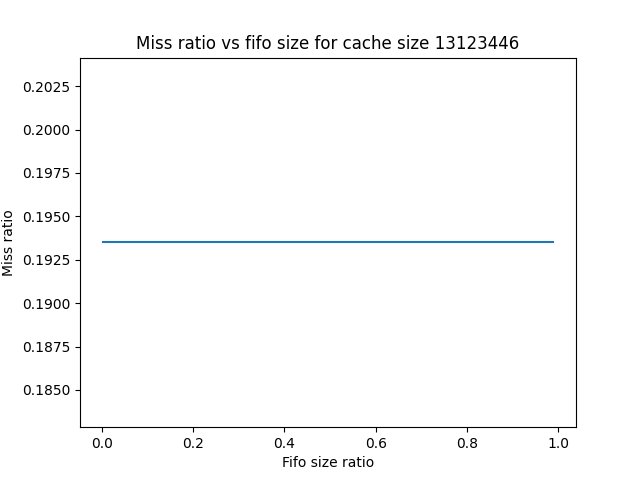 Miss ratio vs fifo size for cache size 13123446
0.2025
0.2000
0.1975
0.1950
0.1925
0.1900
0.1875
0.1850
Miss ratio
0.0 0.2 0.4 0.6 0.8 1.0
Fifo size ratio